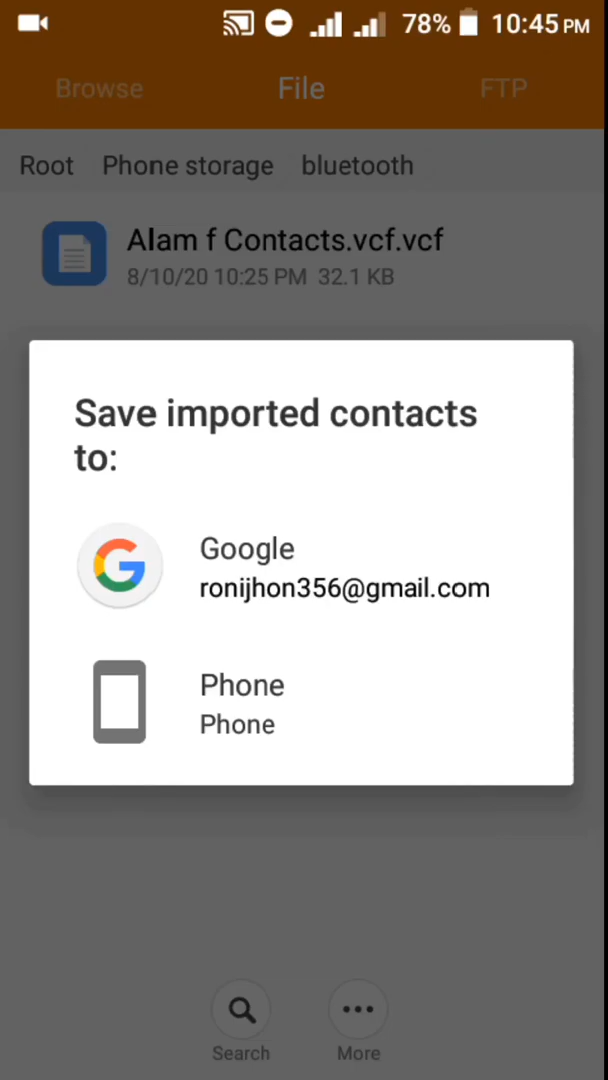 78% 10:45 PM
Browse File FTP
Root Phone storage bluetooth
Alam f Contacts.vcf.vcf
8/10/20 10:25 PM 32.1 KB
Save imported contacts
to:
Google
ronijhon356@gmail.com
Phone
Phone
Search More